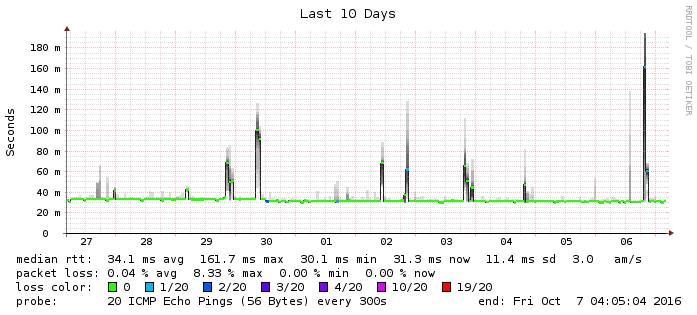 Last 10 Days
RRDTOOL / TOBI OETIKER
Seconds
180 m
160 m
140 m
120 m
100 m
80 m
60 m
40 m
20 m
0
27 28 29 30 01 02 03 04 05 06
median rtt: 34.1 ms avg 161.7 ms max 30.1 ms min 31.3 ms now 11.4 ms sd 3.0 am/s
packet loss: 0.04 % avg 8.33 % max 0.00 % min 0.00 % now
loss color: 0 1/20 2/20 3/20 4/20 10/20 19/20
probe: 20 ICMP Echo Pings (56 Bytes) every 300s end: Fri Oct 7 04:05:04 2016